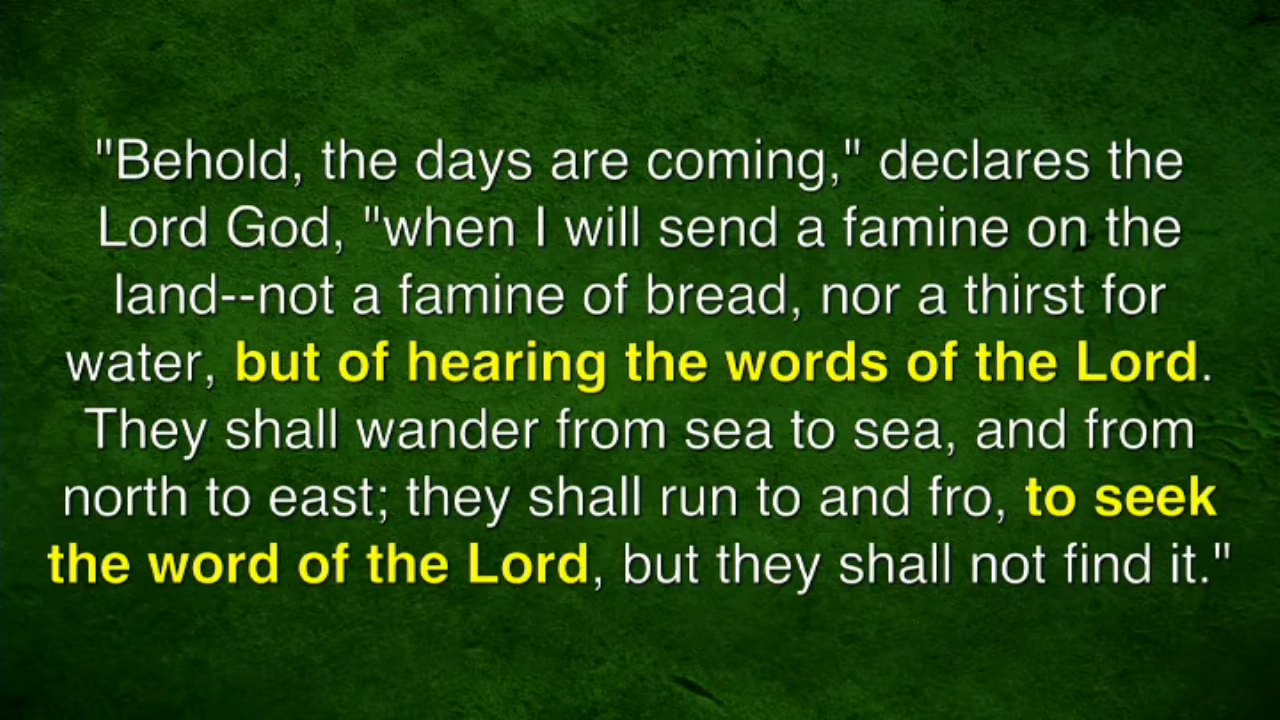 "Behold, the days are coming," declares the
Lord God, "when I will send a famine on the
land--not a famine of bread, nor a thirst for
water, but of hearing the words of the Lord.
They shall wander from sea to sea, and from
north to east; they shall run to and fro, to seek
the word of the Lord, but they shall not find it."